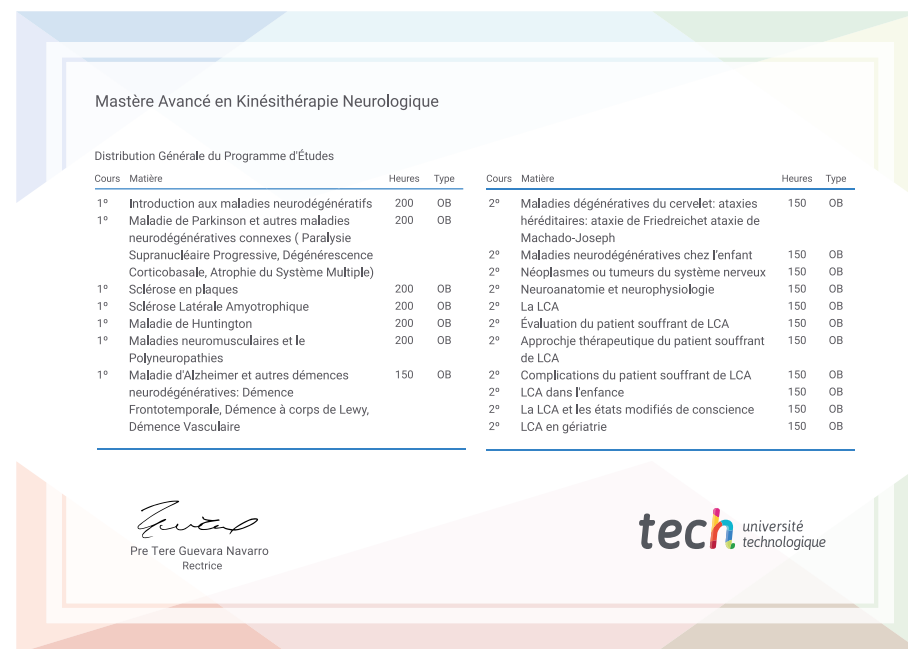 Mastère Avancé en Kinésithérapie Neurologique
Distribution Générale du Programme d'Études
Cours Matière Heures Type
1º Introduction aux maladies neurodégénératifs 200 OB
1º Maladie de Parkinson et autres maladies 200 OB
neurodégénératives connexes ( Paralysie
Supranucléaire Progressive, Dégénérescence
Corticobasale, Atrophie du Système Multiple)
1º Sclérose en plaques 200 OB
1º Sclérose Latérale Amyotrophique 200 OB
1º Maladie de Huntington 200 OB
1º Maladies neuromusculaires et le 200 OB
Polyneuropathies
1º Maladie d'Alzheimer et autres démences 150 OB
neurodégénératives: Démence
Frontotemporale, Démence à corps de Lewy,
Démence Vasculaire
Cours Matière Heures Type
2º Maladies dégénératives du cervelet: ataxies 150 OB
héréditaires: ataxie de Friedreichet ataxie de
Machado-Joseph
2º Maladies neurodégénératives chez l'enfant 150 OB
2º Néoplasmes ou tumeurs du système nerveux 150 OB
2º Neuroanatomie et neurophysiologie 150 OB
2º La LCA 150 OB
2º Évaluation du patient souffrant de LCA 150 OB
2º Approchje thérapeutique du patient souffrant 150 OB
de LCA
2º Complications du patient souffrant de LCA 150 OB
2º LCA dans l'enfance 150 OB
2º La LCA et les états modifiés de conscience 150 OB
2º LCA en gériatrie 150 OB
Pre Tere Guevara Navarro
Rectrice
tech université
technologique